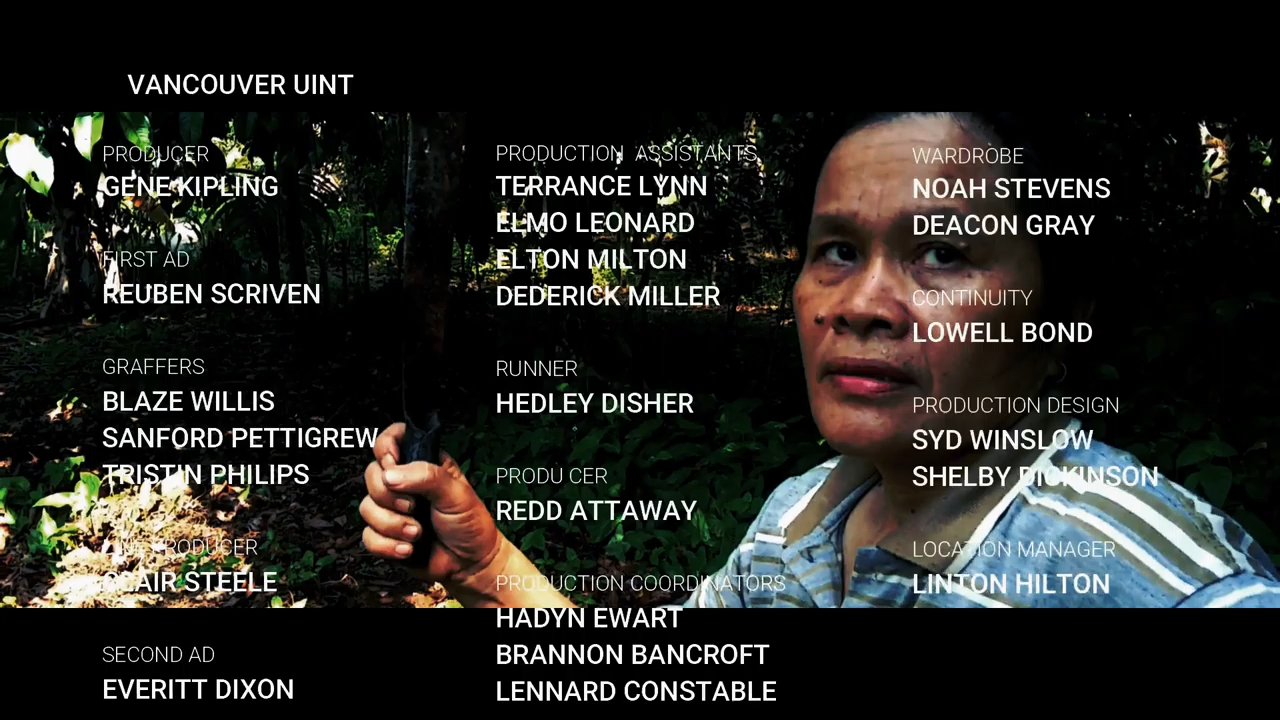 VANCOUVER UINT
PRODUCER
GENE KIPLING
FIRST AD
REUBEN SCRIVEN
GRAFFERS
BLAZE WILLIS
SANFORD PETTIGREW
TRISTIN PHILIPS
PRODUCER
BLAIR STEELE
SECOND AD
EVERITT DIXON
PRODUCTION ASSISTANTS
TERRANCE LYNN
ELMO LEONARD
ELTON MILTON
DEDERICK MILLER
RUNNER
HEDLEY DISHER
PRODU CER
REDD ATTAWAY
PRODUCTION COORDINATORS
HADYN EWART
BRANNON BANCROFT
LENNARD CONSTABLE
WARDROBE
NOAH STEVENS
DEACON GRAY
CONTINUITY
LOWELL BOND
PRODUCTION DESIGN
SYD WINSLOW
SHELBY DICKINSON
LOCATION MANAGER
LINTON HILTON